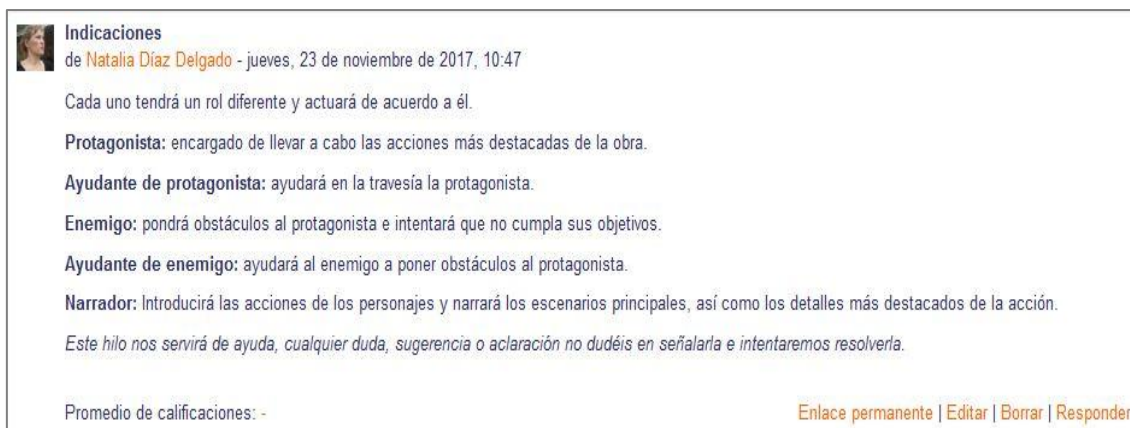 Indicaciones
de Natalia Díaz Delgado - jueves, 23 de noviembre de 2017, 10:47
Cada uno tendrá un rol diferente y actuará de acuerdo a él.
Protagonista: encargado de llevar a cabo las acciones más destacadas de la obra.
Ayudante de protagonista: ayudará en la travesía la protagonista.
Enemigo: pondrá obstáculos al protagonista e intentará que no cumpla sus objetivos.
Ayudante de enemigo: ayudará al enemigo a poner obstáculos al protagonista.
Narrador: Introducirá las acciones de los personajes y narrará los escenarios principales, así como los detalles más destacados de la acción.
Este hilo nos servirá de ayuda, cualquier duda, sugerencia o aclaración no dudéis en señalarla e intentaremos resolverla.
Promedio de calificaciones: - Enlace permanente | Editar | Borrar | Responder